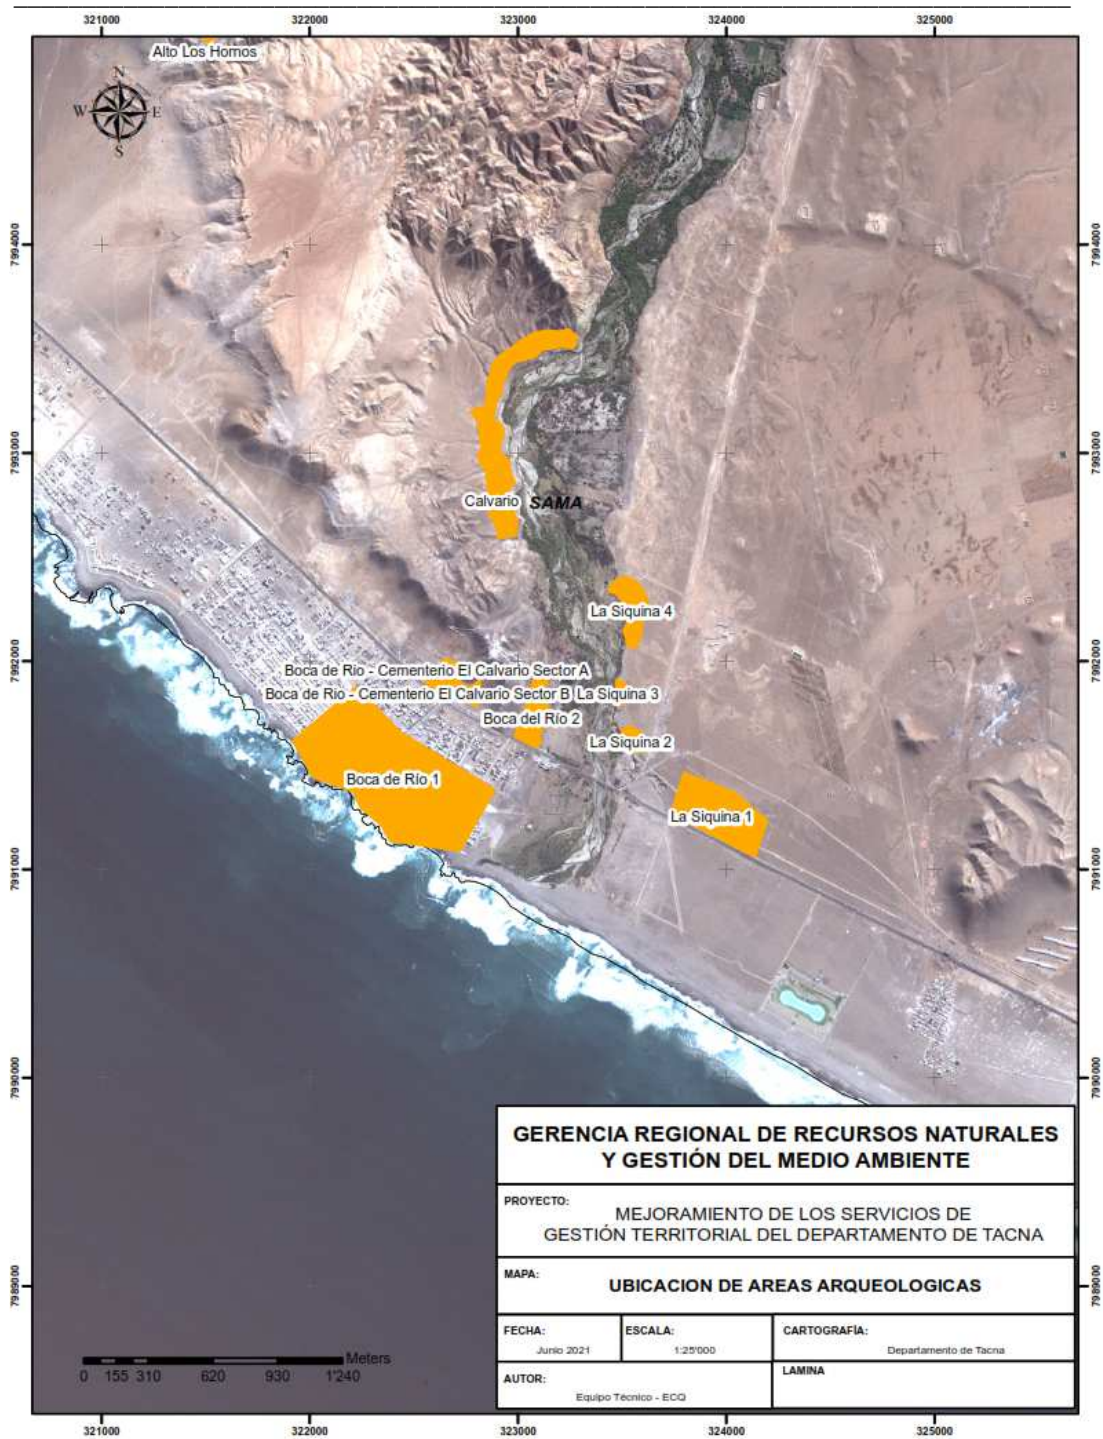 321000 322000 323000 324000 325000
Alto Los Hornos
N
W E
S
7994000 7994000
7993000 7993000
Calvario SAMA
La Siquina 4
7992000 7992000
Boca de Rio - Cementerio El Calvario Sector A
Boca de Rio - Cementerio El Calvario Sector B La Siquina 3
Boca del Río 2
La Siquina 2
Boca de Río 1
La Siquina 1
7991000 7991000
7990000 7990000
GERENCIA REGIONAL DE RECURSOS NATURALES
Y GESTIÓN DEL MEDIO AMBIENTE
PROYECTO:
MEJORAMIENTO DE LOS SERVICIOS DE
GESTIÓN TERRITORIAL DEL DEPARTAMENTO DE TACNA
MAPA:
UBICACION DE AREAS ARQUEOLOGICAS
7989000 7989000
FECHA:
Junio 2021
ESCALA:
1:25'000
CARTOGRAFÍA:
Departamento de Tacna
AUTOR:
Equipo Técnico - ECQ
LAMINA
Meters
0 155 310 620 930 1'240
321000 322000 323000 324000 325000